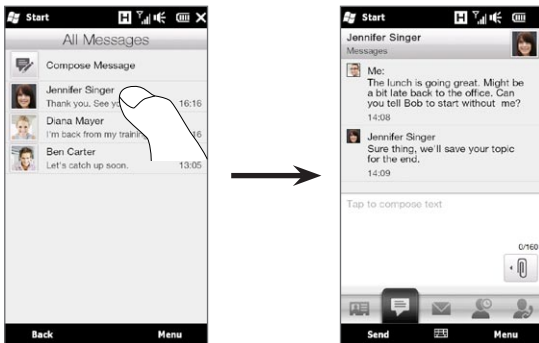 Start
H
All Messages
Compose Message
Jennifer Singer
Thank you. See yo
16:16
Diana Mayer
I'm back from my training
16
Ben Carter
Let's catch up soon.
13:05
Back
Menu
Start
H
Jennifer Singer
Messages
Me:
The lunch is going great. Might be
a bit late back to the office. Can
you tell Bob to start without me?
14:08
Jennifer Singer
Sure thing, we'll save your topic
for the end.
14:09
Tap to compose text
0/160
Send
Menu